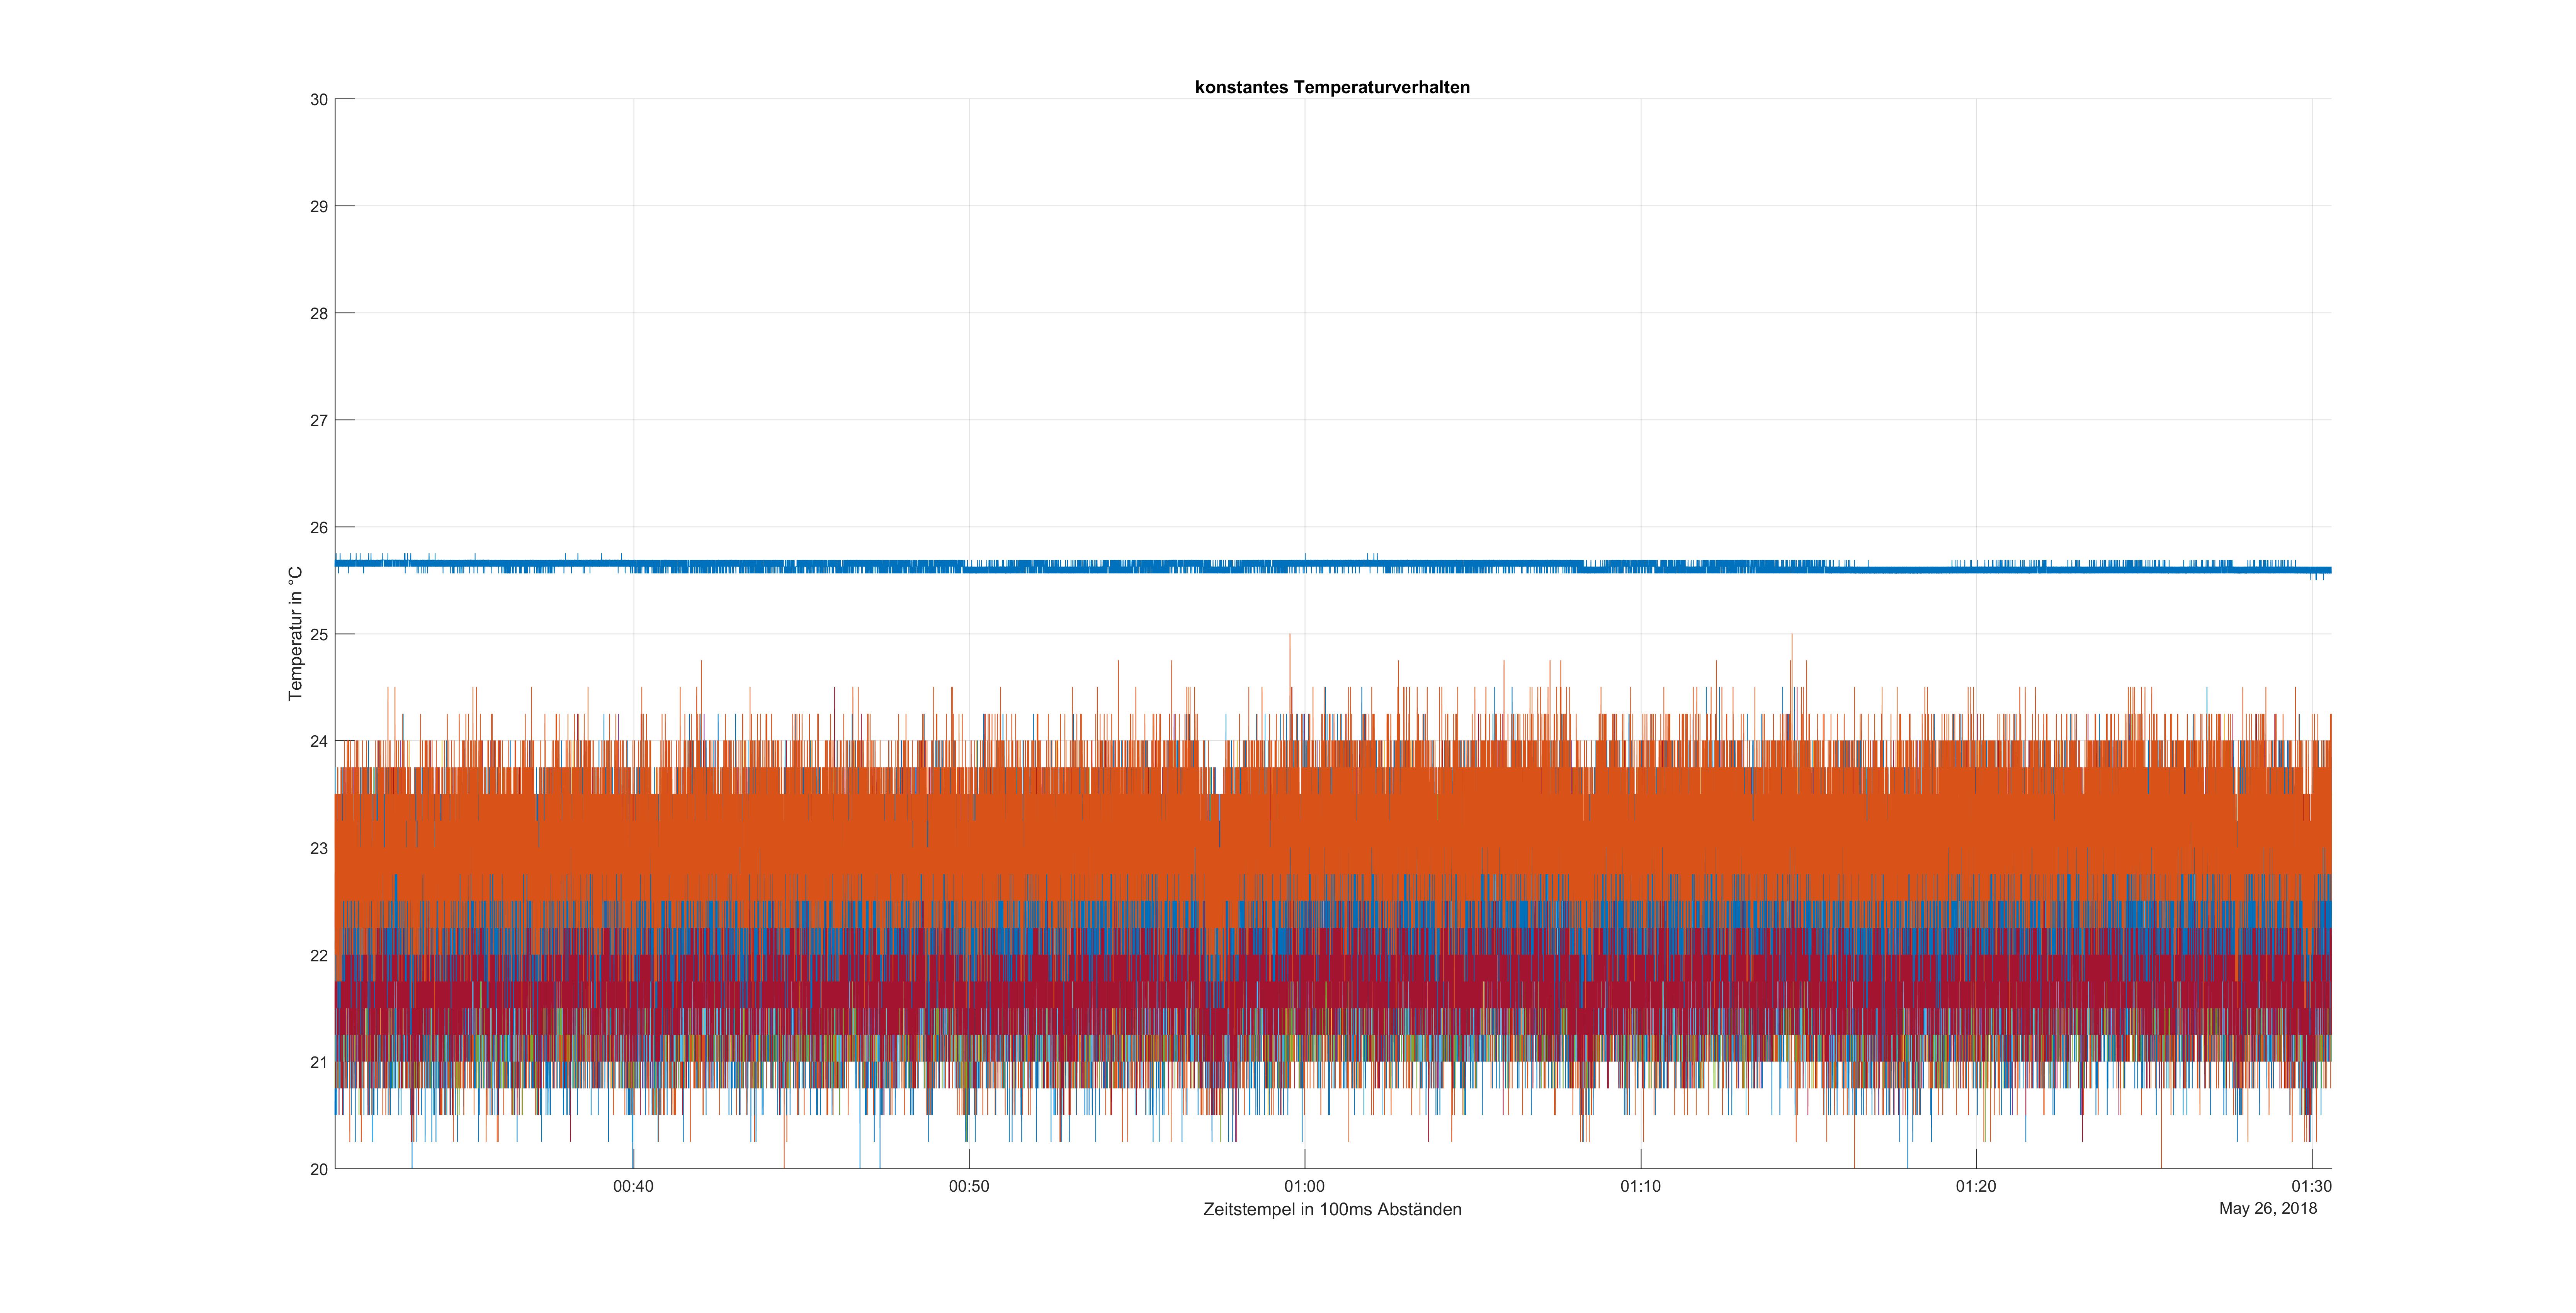 konstantes Temperaturverhalten
30
29
28
27
26
25
24
23
22
21
20
Temperatur in °C
00:40 00:50 01:00 01:10 01:20 01:30
Zeitstempel in 100ms Abständen
May 26, 2018